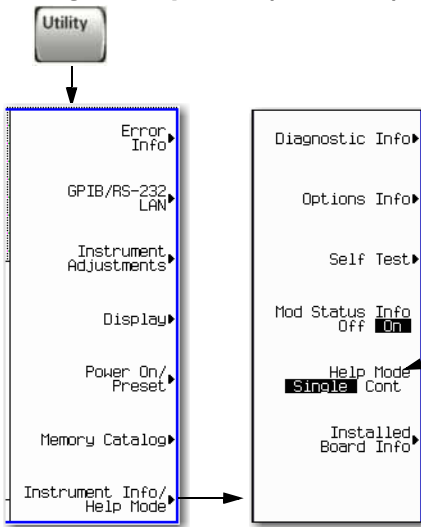 Utility
Error
Info
GPIB/RS-232
LAN
Instrument
Adjustments
Display
Power On/
Preset
Memory Catalog
Instrument Info/
Help Mode
Diagnostic Info
Options Info
Self Test
Mod Status Info
Off On
Help Mode
Single Cont
Installed
Board Info